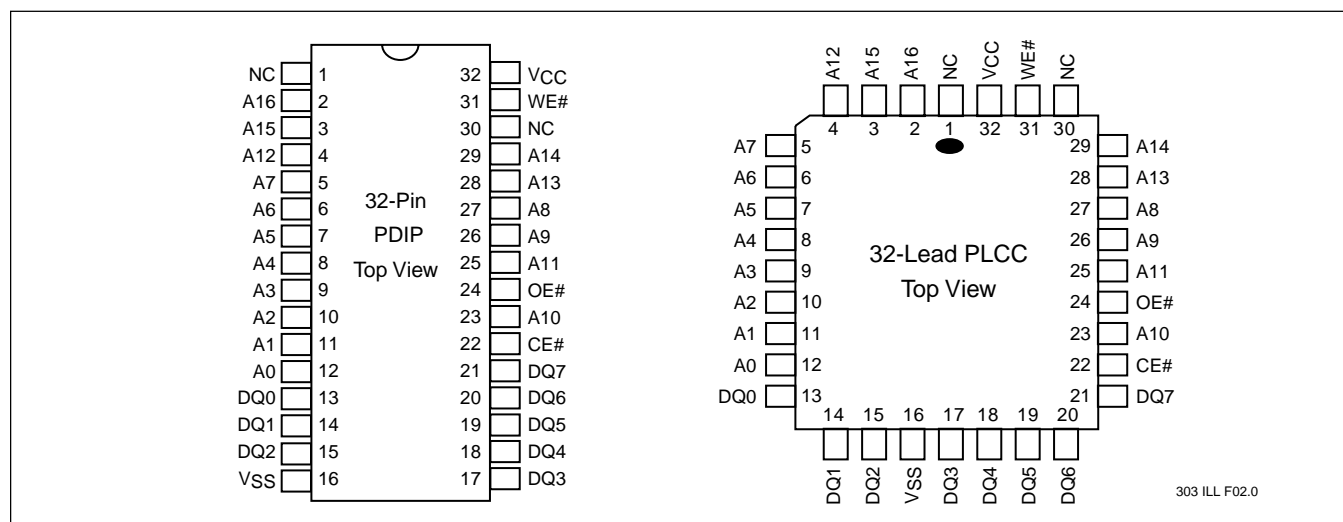 NC 1 32 VCC
A16 2 31 WE#
A15 3 30 NC
A12 4 29 A14
A7 5 28 A13
A6 6 27 A8
A5 7 26 A9
A4 8 25 A11
A3 9 24 OE#
A2 10 23 A10
A1 11 22 CE#
A0 12 21 DQ7
DQ0 13 20 DQ6
DQ1 14 19 DQ5
DQ2 15 18 DQ4
VSS 16 17 DQ3
32-Pin
PDIP
Top View
A12 A15 A16 NC VCC WE# NC
4 3 2 1 32 31 30
A7 5 29 A14
A6 6 28 A13
A5 7 27 A8
A4 8 26 A9
A3 9 25 A11
A2 10 24 OE#
A1 11 23 A10
A0 12 22 CE#
DQ0 13 21 DQ7
32-Lead PLCC
Top View
14 15 16 17 18 19 20
DQ1 DQ2 VSS DQ3 DQ4 DQ5 DQ6
303 ILL F02.0